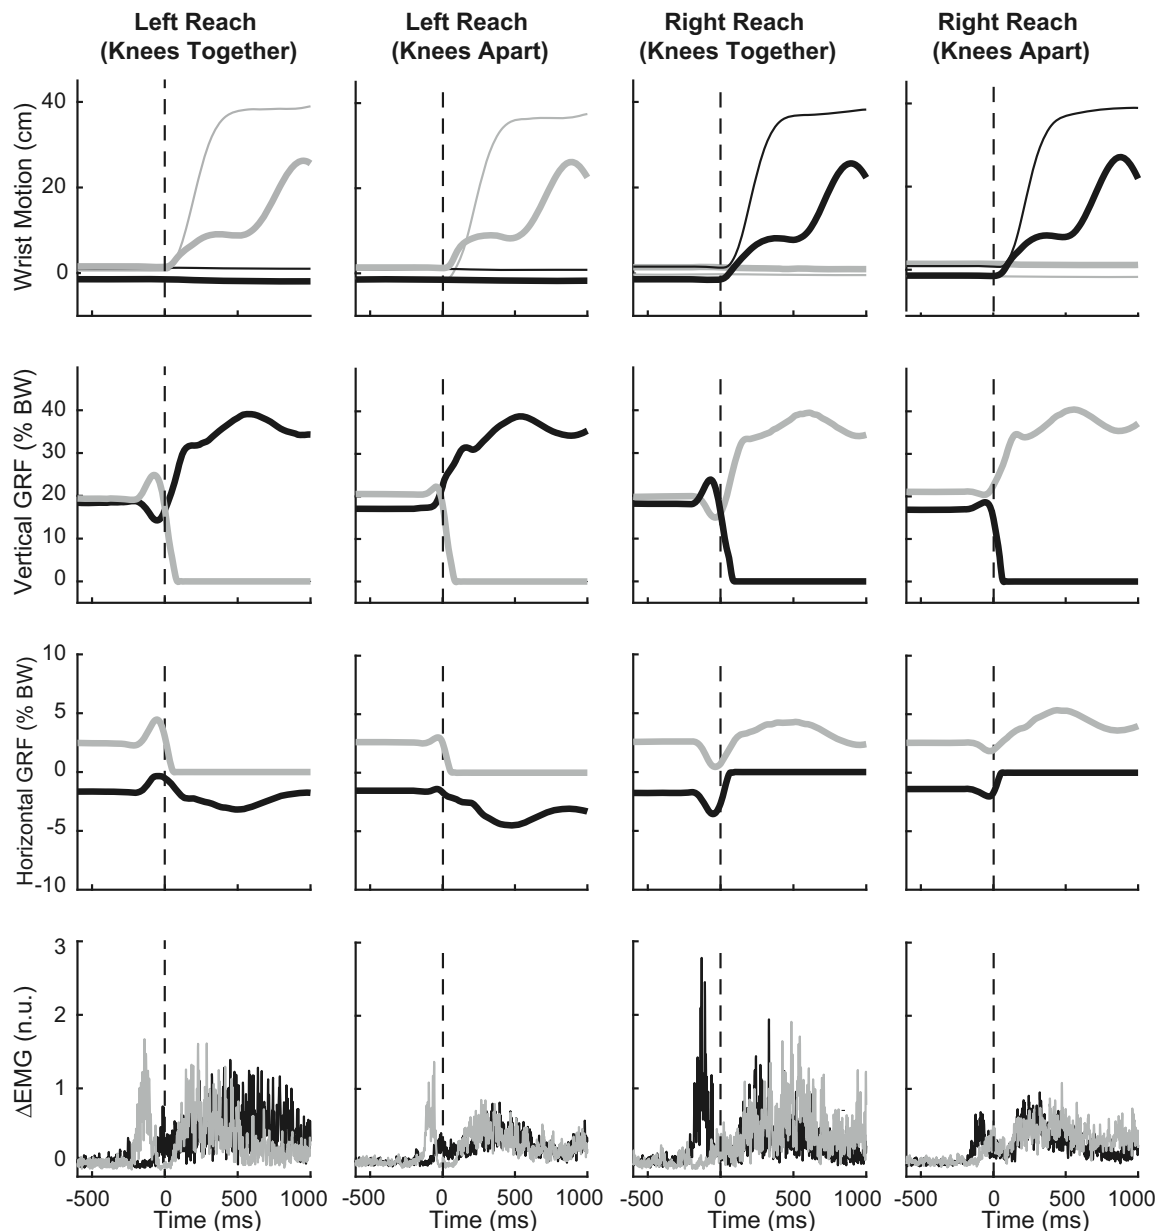 Left Reach
(Knees Together)
Left Reach
(Knees Apart)
Right Reach
(Knees Together)
Right Reach
(Knees Apart)
Wrist Motion (cm)
40
20
0
Vertical GRF (% BW)
40
30
20
10
0
Horizontal GRF (% BW)
10
5
0
-5
-10
ΔEMG (n.u.)
3
2
1
0
-500 0 500 1000
-500 0 500 1000
-500 0 500 1000
-500 0 500 1000
Time (ms)
Time (ms)
Time (ms)
Time (ms)